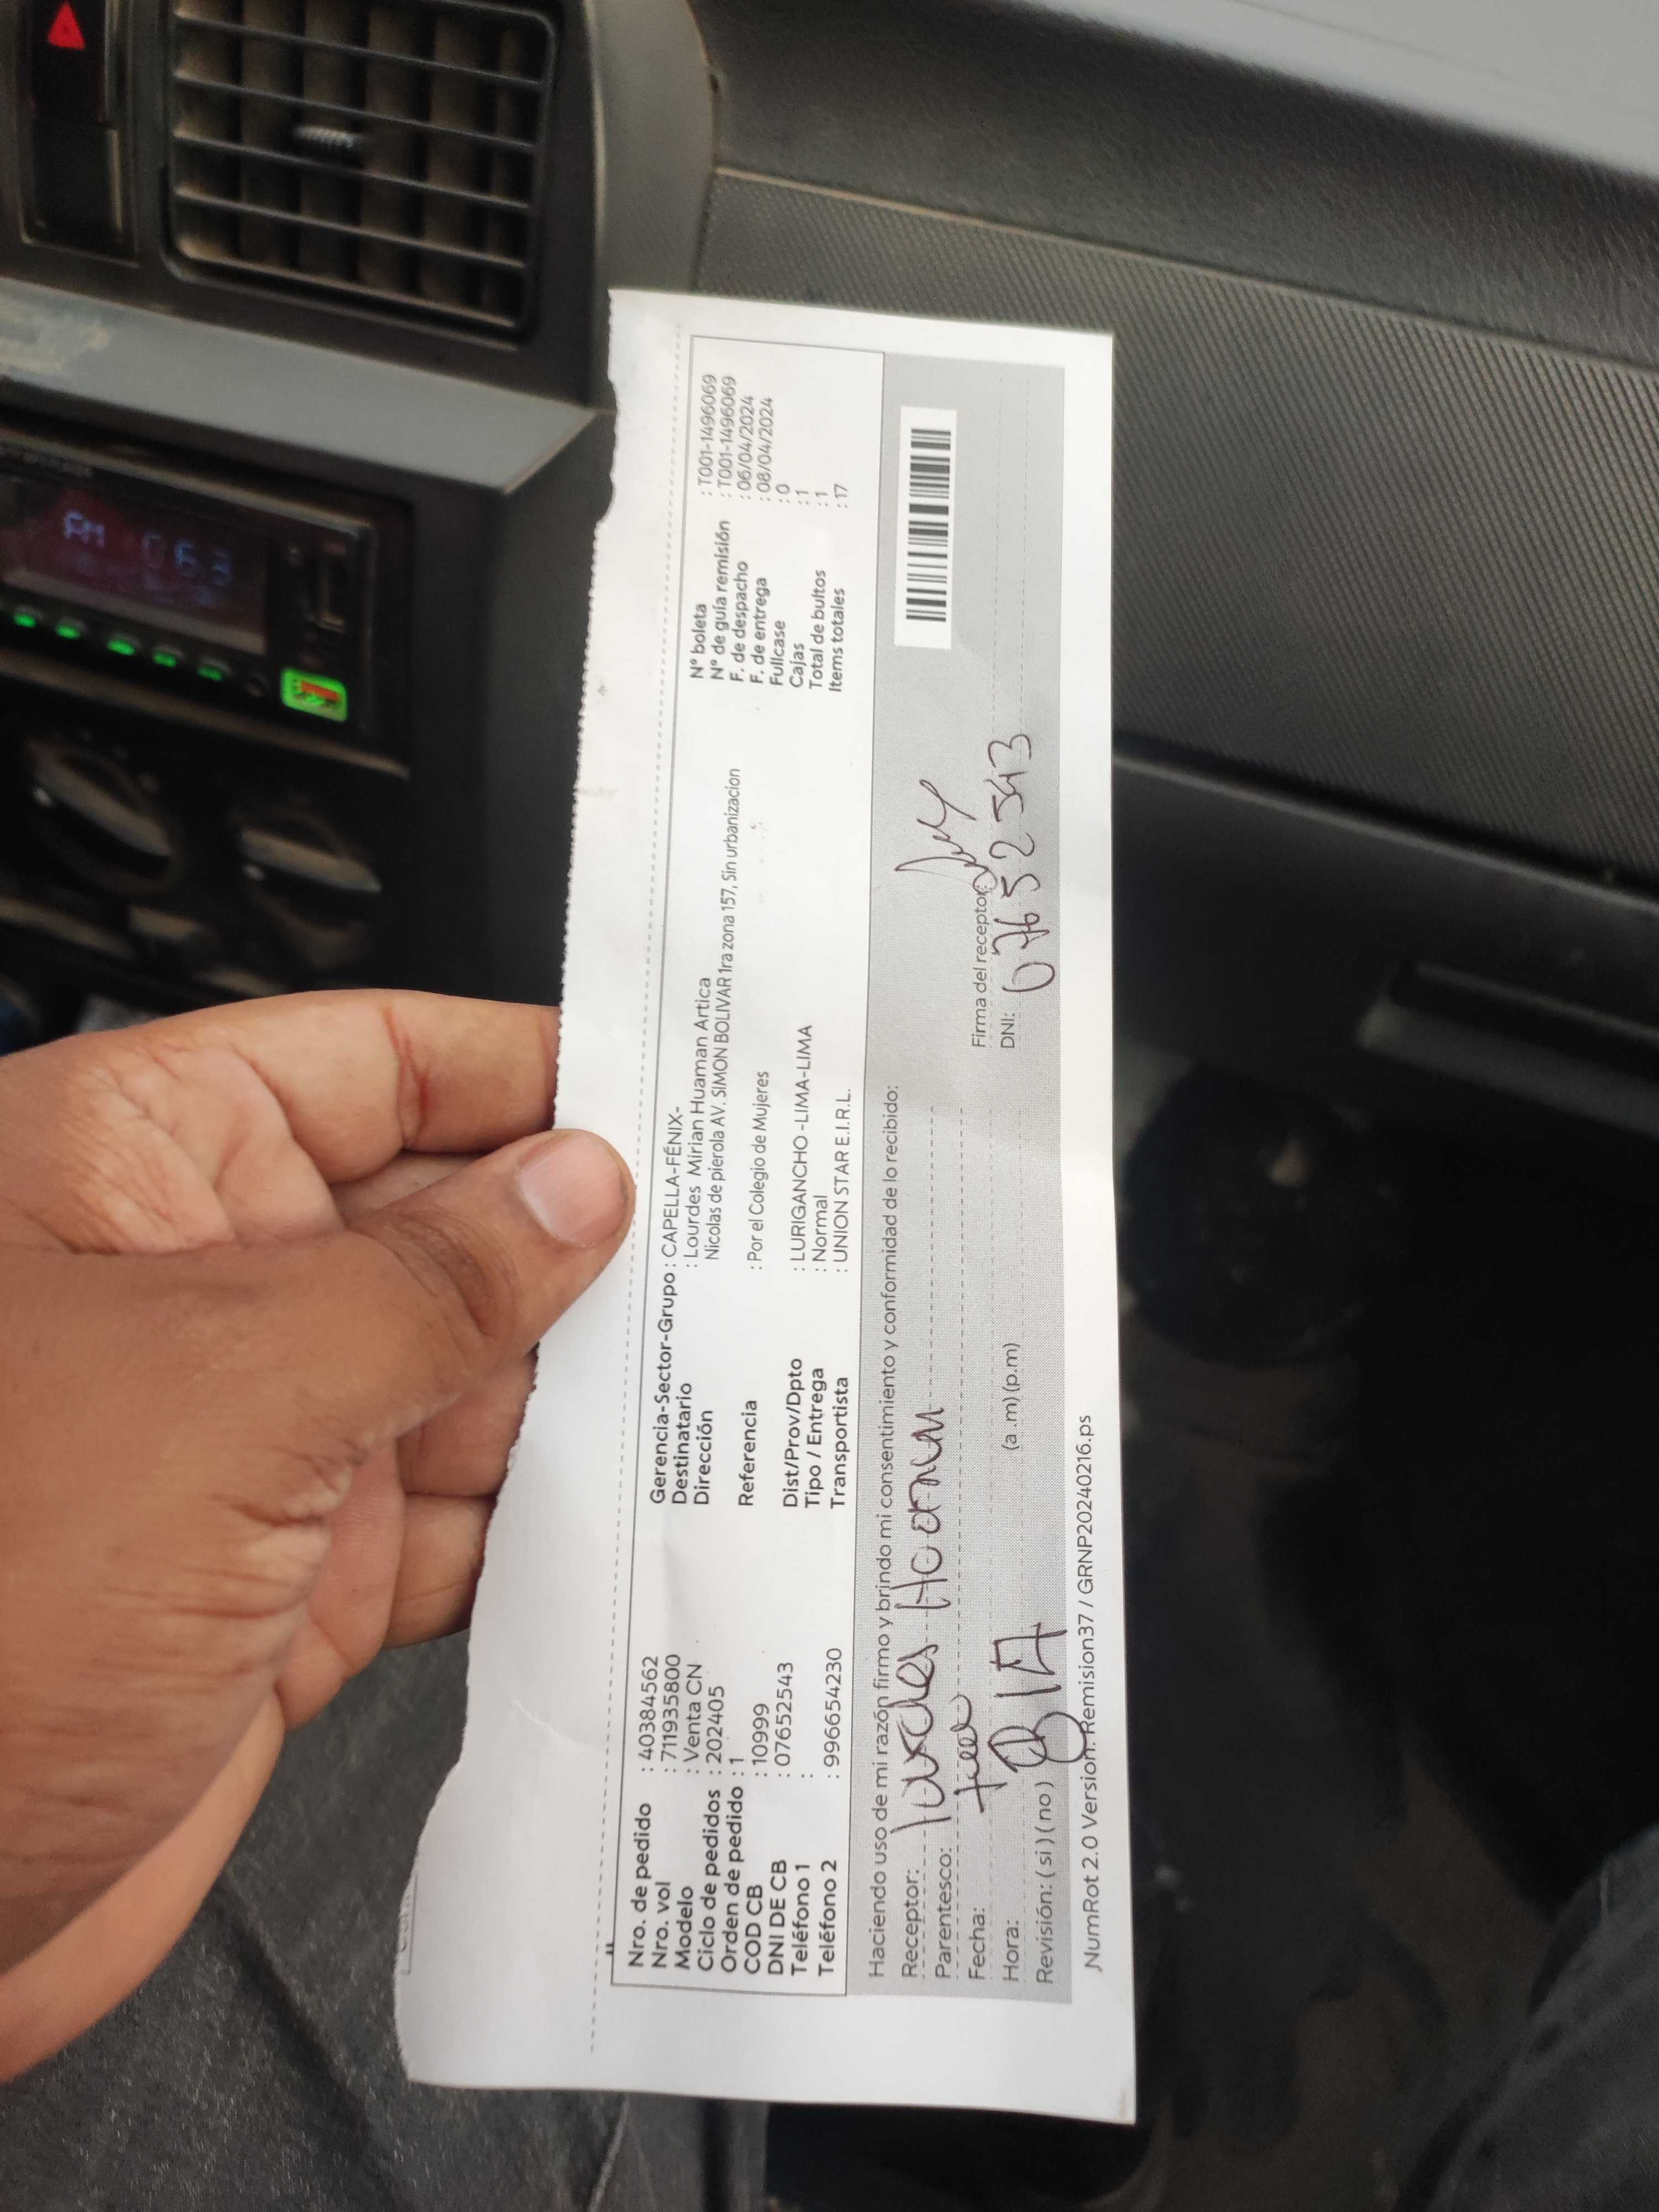 Nro. de pedido : 40384562
Nro. vol : 711935800
Modelo : Venta CN
Ciclo de pedidos : 202405
Orden de pedido : 1
COD CB : 10999
DNI DE CB : 07652543
Teléfono 1 :
Teléfono 2 : 996654230
Gerencia-Sector-Grupo : CAPELLA-FÉNIX-
Destinatario : Lourdes Mirian Huaman Artica
Dirección Nicolas de pierola AV. SIMON BOLIVAR 1ra zona 157, Sin urbanizacion
Referencia : Por el Colegio de Mujeres
Dist/Prov/Dpto : LURIGANCHO -LIMA-LIMA
Tipo / Entrega : Normal
Transportista : UNION STAR E.I.R.L.
N° boleta : T001-1496069
N° de guía remisión : T001-1496069
F. de despacho : 06/04/2024
F. de entrega : 08/04/2024
Fullcase : 0
Cajas : 1
Total de bultos : 1
Items totales : 17
Haciendo uso de mi razón firmo y brindo mi consentimiento y conformidad de lo recibido:
Receptor:
Parentesco:
Fecha:
Hora: (a .m) (p.m)
Revisión: ( si ) ( no )
Firma del receptor:
DNI: 07652543
NumRot 2.0 Version: Remision37 / GRNP20240216.ps
FM